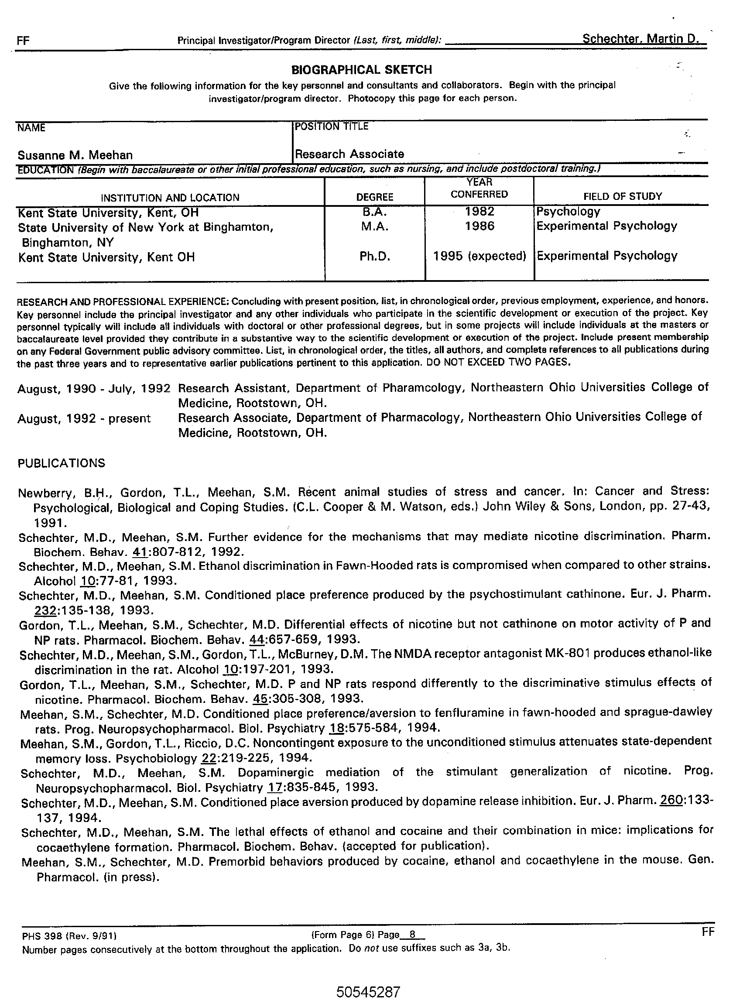 FF Principal Investigator/Program Director (Last, first, middle): Schechter, Martin D.
BIOGRAPHICAL SKETCH
Give the following information for the key personnel and consultants and collaborators. Begin with the principal
investigator/program director. Photocopy this page for each person.
NAME POSITION TITLE
Susanne M. Meehan Research Associate
EDUCATION (Begin with baccalaureate or other initial professional education, such as nursing, and include postdoctoral training.)
INSTITUTION AND LOCATION DEGREE YEAR CONFERRED FIELD OF STUDY
Kent State University, Kent, OH B.A. 1982 Psychology
State University of New York at Binghamton, M.A. 1986 Experimental Psychology
Binghamton, NY
Kent State University, Kent OH Ph.D. 1995 (expected) Experimental Psychology
RESEARCH AND PROFESSIONAL EXPERIENCE: Concluding with present position, list, in chronological order, previous employment, experience, and honors.
Key personnel include the principal investigator and any other individuals who participate in the scientific development or execution of the project. Key
personnel typically will include all individuals with doctoral or other professional degrees, but in some projects will include individuals at the masters or
baccalaureate level provided they contribute in a substantive way to the scientific development or execution of the project. Include present membership
on any Federal Government public advisory committee. List, in chronological order, the titles, all authors, and complete references to all publications during
the past three years and to representative earlier publications pertinent to this application. DO NOT EXCEED TWO PAGES.
August, 1990 - July, 1992 Research Assistant, Department of Pharamcology, Northeastern Ohio Universities College of
Medicine, Rootstown, OH.
August, 1992 - present Research Associate, Department of Pharmacology, Northeastern Ohio Universities College of
Medicine, Rootstown, OH.
PUBLICATIONS
Newberry, B.H., Gordon, T.L., Meehan, S.M. Recent animal studies of stress and cancer. In: Cancer and Stress:
Psychological, Biological and Coping Studies. (C.L. Cooper & M. Watson, eds.) John Wiley & Sons, London, pp. 27-43,
1991.
Schechter, M.D., Meehan, S.M. Further evidence for the mechanisms that may mediate nicotine discrimination. Pharm.
Biochem. Behav. 41:807-812, 1992.
Schechter, M.D., Meehan, S.M. Ethanol discrimination in Fawn-Hooded rats is compromised when compared to other strains.
Alcohol 10:77-81, 1993.
Schechter, M.D., Meehan, S.M. Conditioned place preference produced by the psychostimulant cathinone. Eur. J. Pharm.
232:135-138, 1993.
Gordon, T.L., Meehan, S.M., Schechter, M.D. Differential effects of nicotine but not cathinone on motor activity of P and
NP rats. Pharmacol. Biochem. Behav. 44:657-659, 1993.
Schechter, M.D., Meehan, S.M., Gordon, T.L., McBurney, D.M. The NMDA receptor antagonist MK-801 produces ethanol-like
discrimination in the rat. Alcohol 10:197-201, 1993.
Gordon, T.L., Meehan, S.M., Schechter, M.D. P and NP rats respond differently to the discriminative stimulus effects of
nicotine. Pharmacol. Biochem. Behav. 45:305-308, 1993.
Meehan, S.M., Schechter, M.D. Conditioned place preference/aversion to fenfluramine in fawn-hooded and sprague-dawley
rats. Prog. Neuropsychopharmacol. Biol. Psychiatry 18:575-584, 1994.
Meehan, S.M., Gordon, T.L., Riccio, D.C. Noncontingent exposure to the unconditioned stimulus attenuates state-dependent
memory loss. Psychobiology 22:219-225, 1994.
Schechter, M.D., Meehan, S.M. Dopaminergic mediation of the stimulant generalization of nicotine. Prog.
Neuropsychopharmacol. Biol. Psychiatry 17:835-845, 1993.
Schechter, M.D., Meehan, S.M. Conditioned place aversion produced by dopamine release inhibition. Eur. J. Pharm. 260:133-
137, 1994.
Schechter, M.D., Meehan, S.M. The lethal effects of ethanol and cocaine and their combination in mice: implications for
cocaethylene formation. Pharmacol. Biochem. Behav. (accepted for publication).
Meehan, S.M., Schechter, M.D. Premorbid behaviors produced by cocaine, ethanol and cocaethylene in the mouse. Gen.
Pharmacol. (in press).
PHS 398 (Rev. 9/91) (Form Page 6) Page 8 FF
Number pages consecutively at the bottom throughout the application. Do not use suffixes such as 3a, 3b.
50545287